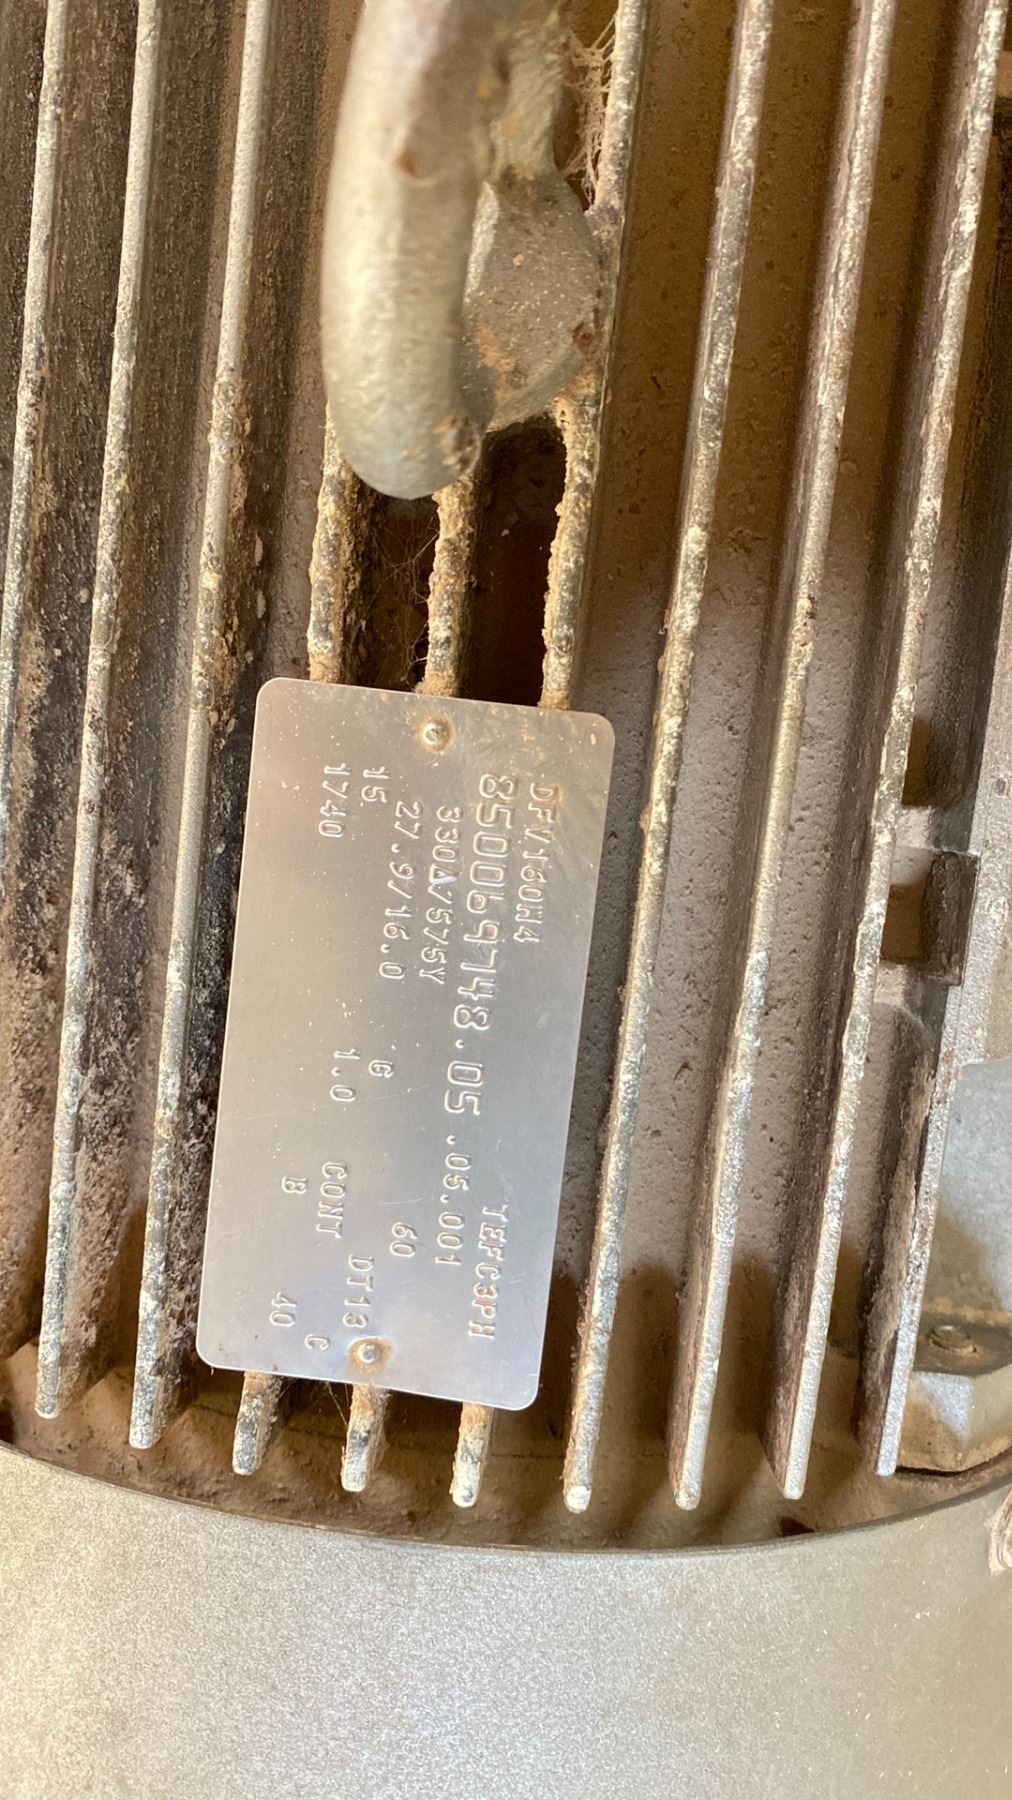 DFV160M4 TEFC3PH
850069748.05 .05.001
330Δ/575Y 60
27.9/16.0 G
15 1.0 CONT DT13 C
1740 B 40